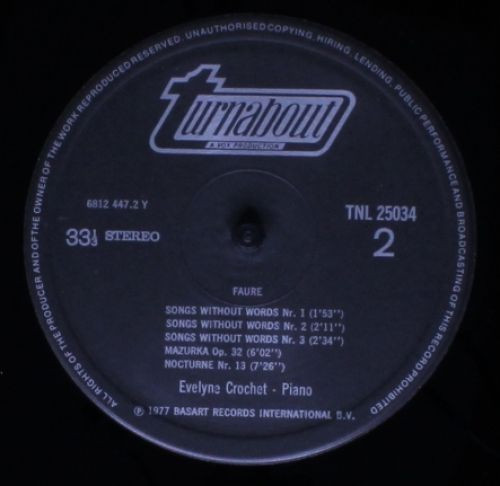 ALL RIGHTS OF THE PRODUCER AND OF THE OWNER OF THE WORK REPRODUCED RESERVED. UNAUTHORISED COPYING, HIRING, LENDING, PUBLIC PERFORMANCE AND BROADCASTING OF THIS RECORD PROHIBITED
turnabout
A VOX PRODUCTION
6812 447.2 Y
TNL 25034
33⅓ STEREO
2
FAURE
SONGS WITHOUT WORDS Nr. 1 (1'53'')
SONGS WITHOUT WORDS Nr. 2 (2'11'')
SONGS WITHOUT WORDS Nr. 3 (2'34'')
MAZURKA Op. 32 (6'02'')
NOCTURNE Nr. 13 (7'26'')
Evelyne Crochet - Piano
℗ 1977 BASART RECORDS INTERNATIONAL B.V.